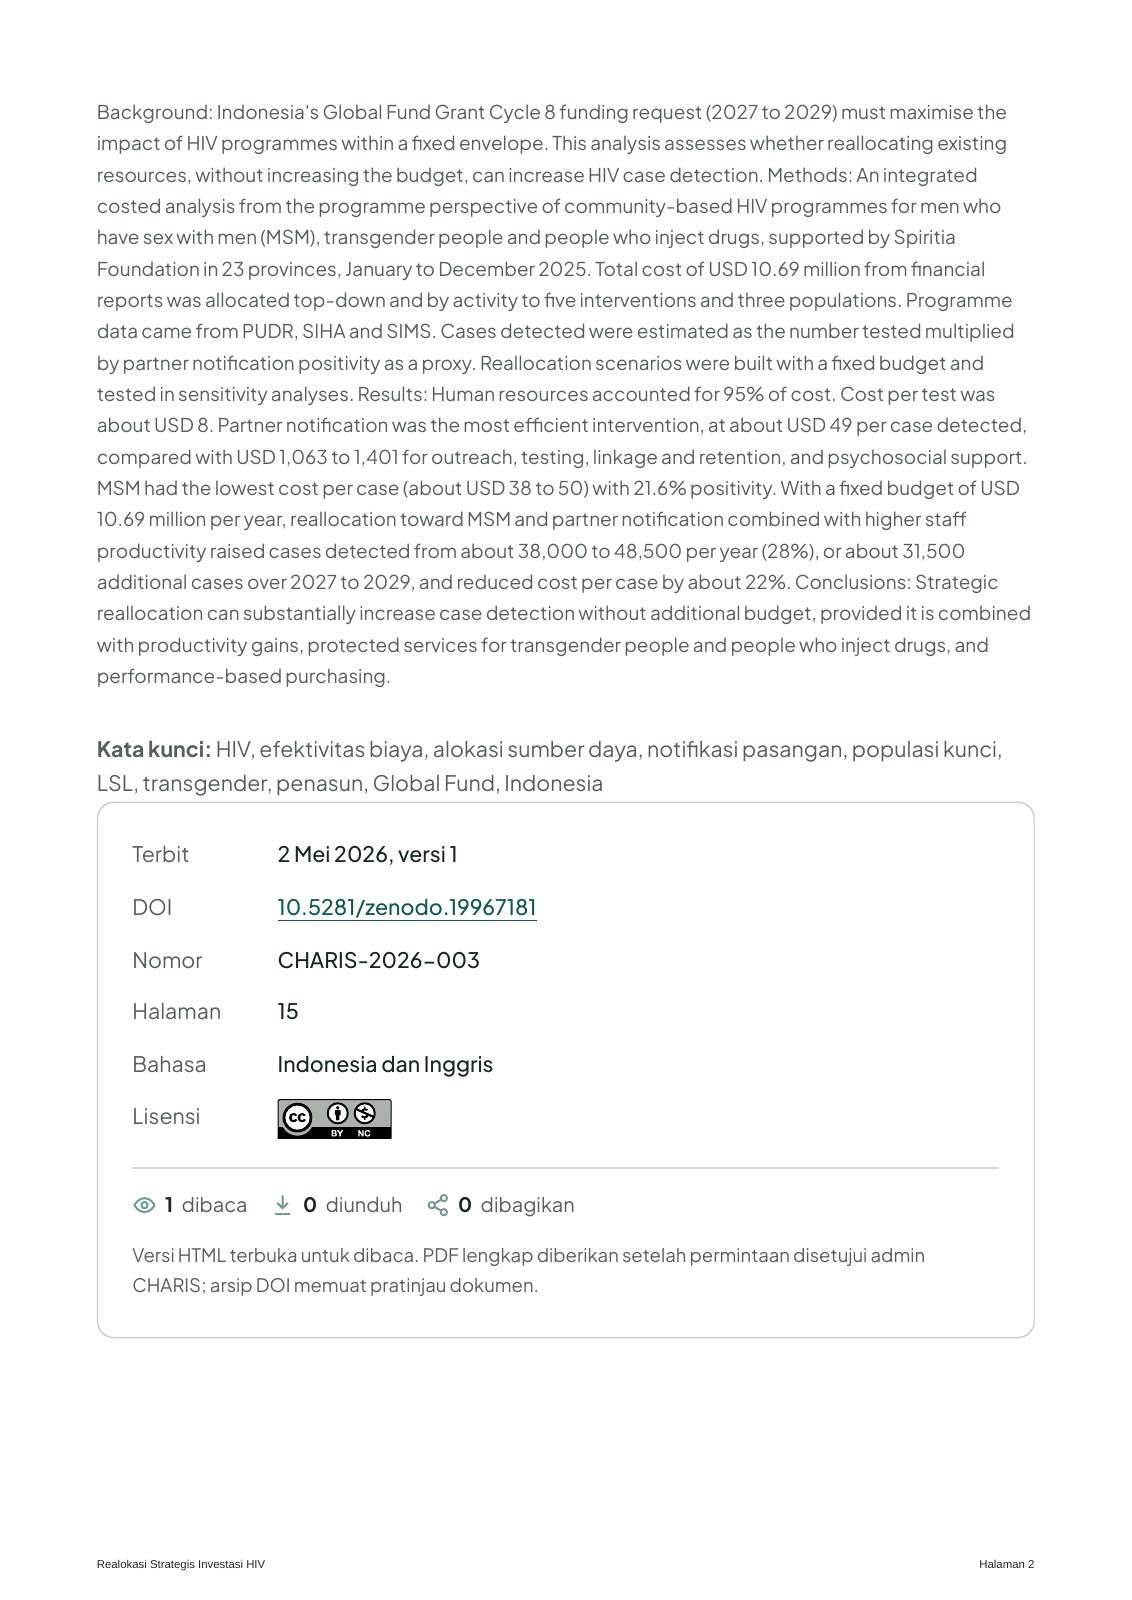 Background: Indonesia's Global Fund Grant Cycle 8 funding request (2027 to 2029) must maximise the
impact of HIV programmes within a fixed envelope. This analysis assesses whether reallocating existing
resources, without increasing the budget, can increase HIV case detection. Methods: An integrated
costed analysis from the programme perspective of community-based HIV programmes for men who
have sex with men (MSM), transgender people and people who inject drugs, supported by Spiritia
Foundation in 23 provinces, January to December 2025. Total cost of USD 10.69 million from financial
reports was allocated top-down and by activity to five interventions and three populations. Programme
data came from PUDR, SIHA and SIMS. Cases detected were estimated as the number tested multiplied
by partner notification positivity as a proxy. Reallocation scenarios were built with a fixed budget and
tested in sensitivity analyses. Results: Human resources accounted for 95% of cost. Cost per test was
about USD 8. Partner notification was the most efficient intervention, at about USD 49 per case detected,
compared with USD 1,063 to 1,401 for outreach, testing, linkage and retention, and psychosocial support.
MSM had the lowest cost per case (about USD 38 to 50) with 21.6% positivity. With a fixed budget of USD
10.69 million per year, reallocation toward MSM and partner notification combined with higher staff
productivity raised cases detected from about 38,000 to 48,500 per year (28%), or about 31,500
additional cases over 2027 to 2029, and reduced cost per case by about 22%. Conclusions: Strategic
reallocation can substantially increase case detection without additional budget, provided it is combined
with productivity gains, protected services for transgender people and people who inject drugs, and
performance-based purchasing.
Kata kunci: HIV, efektivitas biaya, alokasi sumber daya, notifikasi pasangan, populasi kunci,
LSL, transgender, penasun, Global Fund, Indonesia
Terbit 2 Mei 2026, versi 1
DOI 10.5281/zenodo.19967181
Nomor CHARIS-2026-003
Halaman 15
Bahasa Indonesia dan Inggris
Lisensi CC BY NC
1 dibaca 0 diunduh 0 dibagikan
Versi HTML terbuka untuk dibaca. PDF lengkap diberikan setelah permintaan disetujui admin
CHARIS; arsip DOI memuat pratinjau dokumen.
Realokasi Strategis Investasi HIV Halaman 2